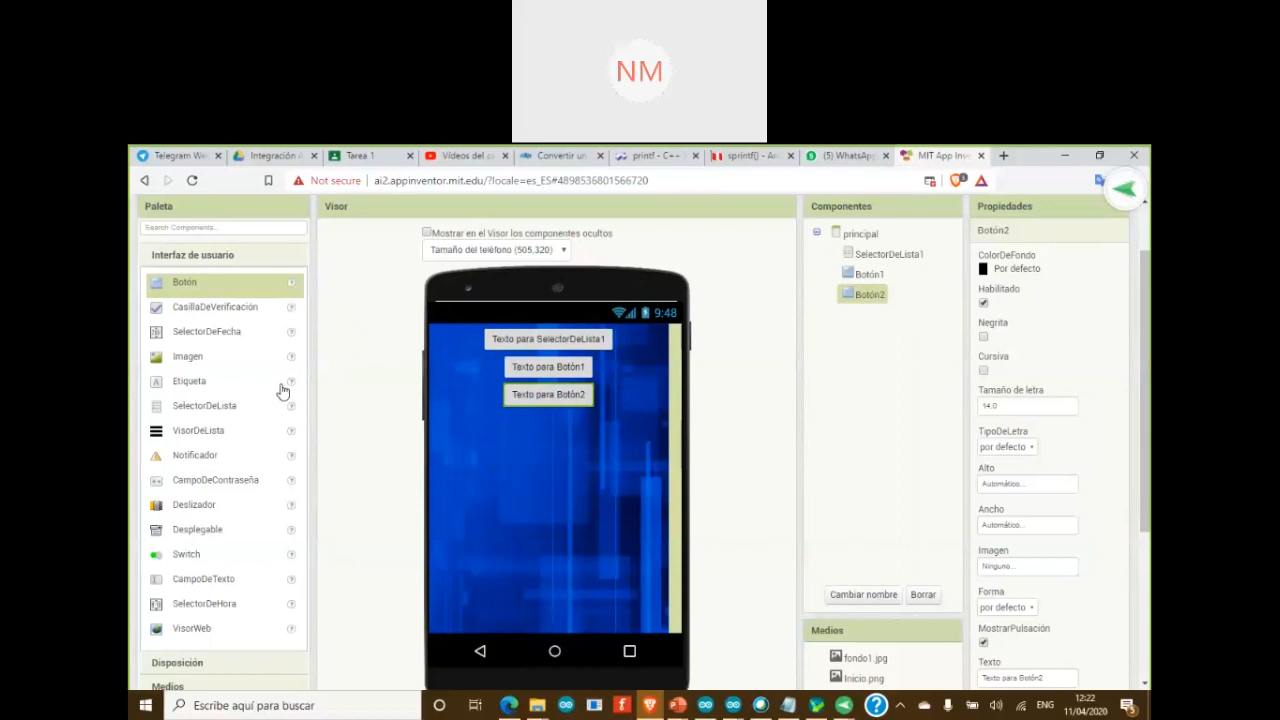 NM
Telegram We
Integración A
Tarea 1
Vídeos del ca
Convertir un
printf - C++
sprintf() - Ar
(5) WhatsApp
MIT App Inve
Not secure
ai2.appinventor.mit.edu/?locale=es_ES#4898536801566720
Paleta
Visor
Componentes
Propiedades
Search Components...
Mostrar en el Visor los componentes ocultos
Tamaño del teléfono (505,320)
Interfaz de usuario
Botón
CasillaDeVerificación
SelectorDeFecha
Imagen
Etiqueta
SelectorDeLista
VisorDeLista
Notificador
CampoDeContraseña
Deslizador
Desplegable
Switch
CampoDeTexto
SelectorDeHora
VisorWeb
Disposición
Medios
9:48
Texto para SelectorDeLista1
Texto para Botón1
Texto para Botón2
principal
SelectorDeLista1
Botón1
Botón2
Cambiar nombre
Borrar
Medios
fondo1.jpg
Inicio.png
Botón2
ColorDeFondo
Por defecto
Habilitado
Negrita
Cursiva
Tamaño de letra
14.0
TipoDeLetra
por defecto
Alto
Automático...
Ancho
Automático...
Imagen
Ninguno...
Forma
por defecto
MostrarPulsación
Texto
Texto para Botón2
Escribe aquí para buscar
ENG
12:22
11/04/2020
5